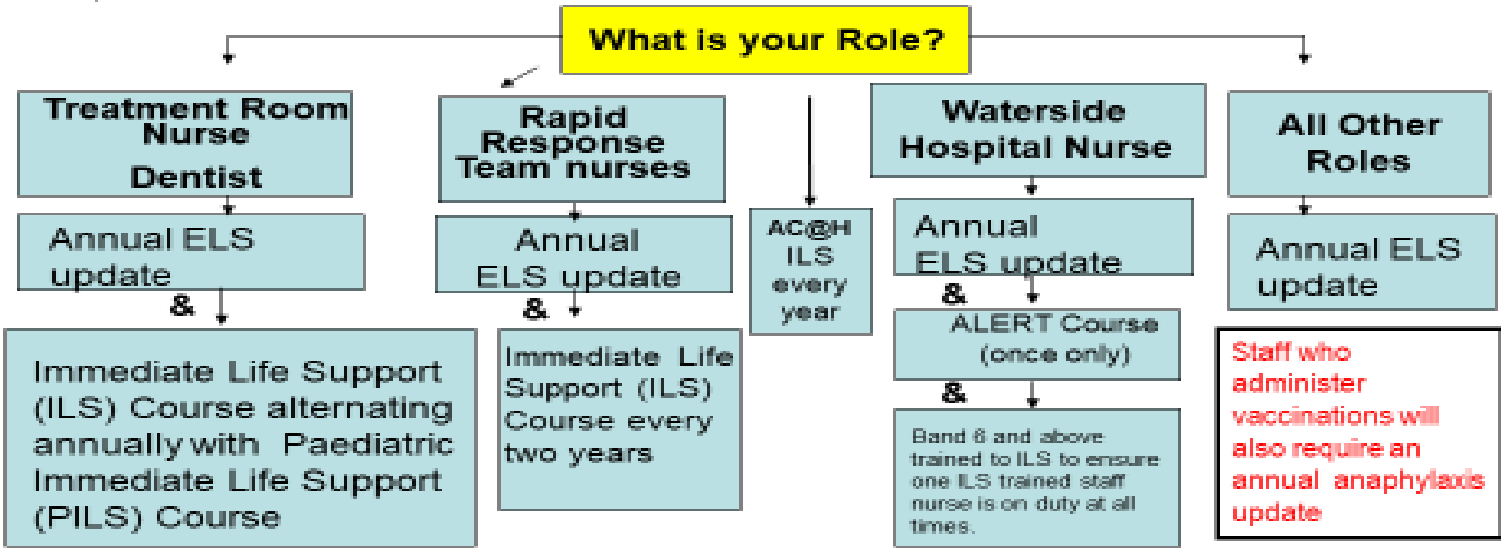 What is your Role?
Treatment Room
Nurse
Dentist
Annual ELS
update
&
Immediate Life Support
(ILS) Course alternating
annually with Paediatric
Immediate Life Support
(PILS) Course
Rapid
Response
Team nurses
Annual
ELS update
&
Immediate Life
Support (ILS)
Course every
two years
AC@H
ILS
every
year
Waterside
Hospital Nurse
Annual
ELS update
&
ALERT Course
(once only)
&
Band 6 and above
trained to ILS to ensure
one ILS trained staff
nurse is on duty at all
times.
All Other
Roles
Annual ELS
update
Staff who
administer
vaccinations will
also require an
annual anaphylaxis
update